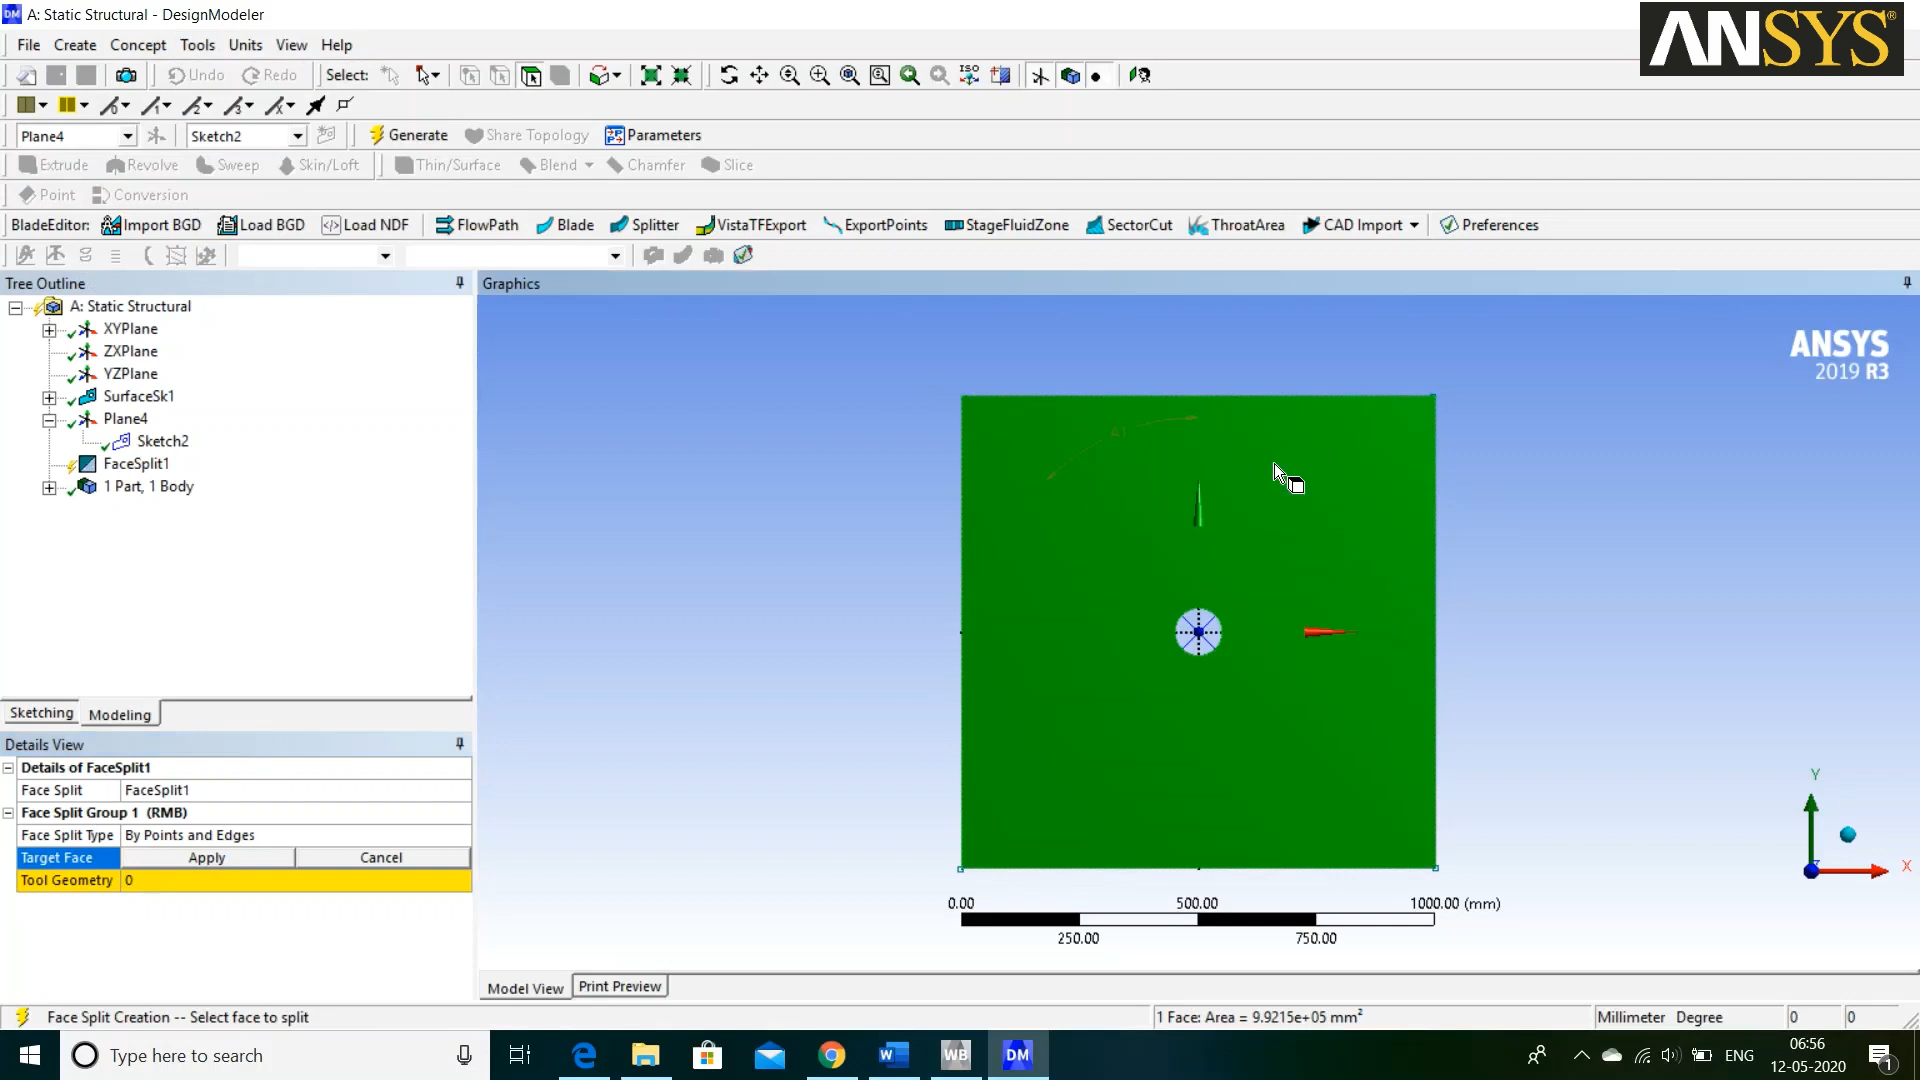 DM A: Static Structural - DesignModeler
ANSYS®
File Create Concept Tools Units View Help
Undo Redo Select: ISO
Plane4 Sketch2 Generate Share Topology Parameters
Extrude Revolve Sweep Skin/Loft Thin/Surface Blend Chamfer Slice
Point Conversion
BladeEditor: Import BGD Load BGD Load NDF FlowPath Blade Splitter VistaTFExport ExportPoints StageFluidZone SectorCut ThroatArea CAD Import Preferences
Tree Outline
A: Static Structural
XYPlane
ZXPlane
YZPlane
SurfaceSk1
Plane4
Sketch2
FaceSplit1
1 Part, 1 Body
Sketching Modeling
Details View
Details of FaceSplit1
Face Split FaceSplit1
Face Split Group 1 (RMB)
Face Split Type By Points and Edges
Target Face Apply Cancel
Tool Geometry 0
Graphics
ANSYS
2019 R3
A1
Y
X
0.00 500.00 1000.00 (mm)
250.00 750.00
Model View Print Preview
Face Split Creation -- Select face to split 1 Face: Area = 9.9215e+05 mm² Millimeter Degree 0 0
Type here to search WB DM ENG 06:56
12-05-2020 1